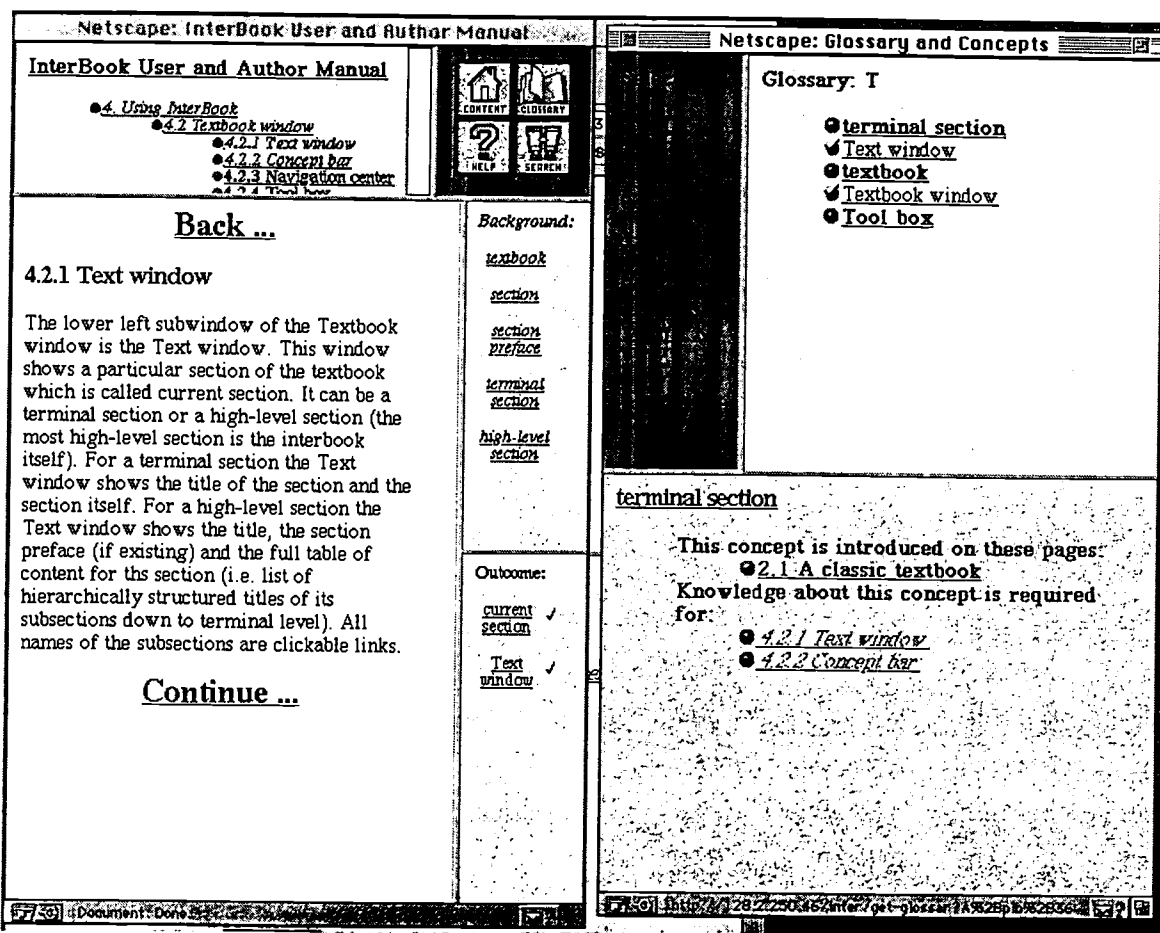 Netscape: InterBook User and Author Manual
InterBook User and Author Manual
4. Using InterBook
4.2 Textbook window
4.2.1 Text window
4.2.2 Concept bar
4.2.3 Navigation center
4.2.4 Tool box
CONTENT GLOSSARY
HELP SEARCH
Back ...
4.2.1 Text window
The lower left subwindow of the Textbook
window is the Text window. This window
shows a particular section of the textbook
which is called current section. It can be a
terminal section or a high-level section (the
most high-level section is the interbook
itself). For a terminal section the Text
window shows the title of the section and the
section itself. For a high-level section the
Text window shows the title, the section
preface (if existing) and the full table of
content for ths section (i.e. list of
hierarchically structured titles of its
subsections down to terminal level). All
names of the subsections are clickable links.
Continue ...
Background:
textbook
section
section
preface
terminal
section
high-level
section
Outcome:
current
section
Text
window
Document: Done
Netscape: Glossary and Concepts
Glossary: T
terminal section
Text window
textbook
Textbook window
Tool box
terminal section
This concept is introduced on these pages:
2.1 A classic textbook
Knowledge about this concept is required
for:
4.2.1 Text window
4.2.2 Concept bar